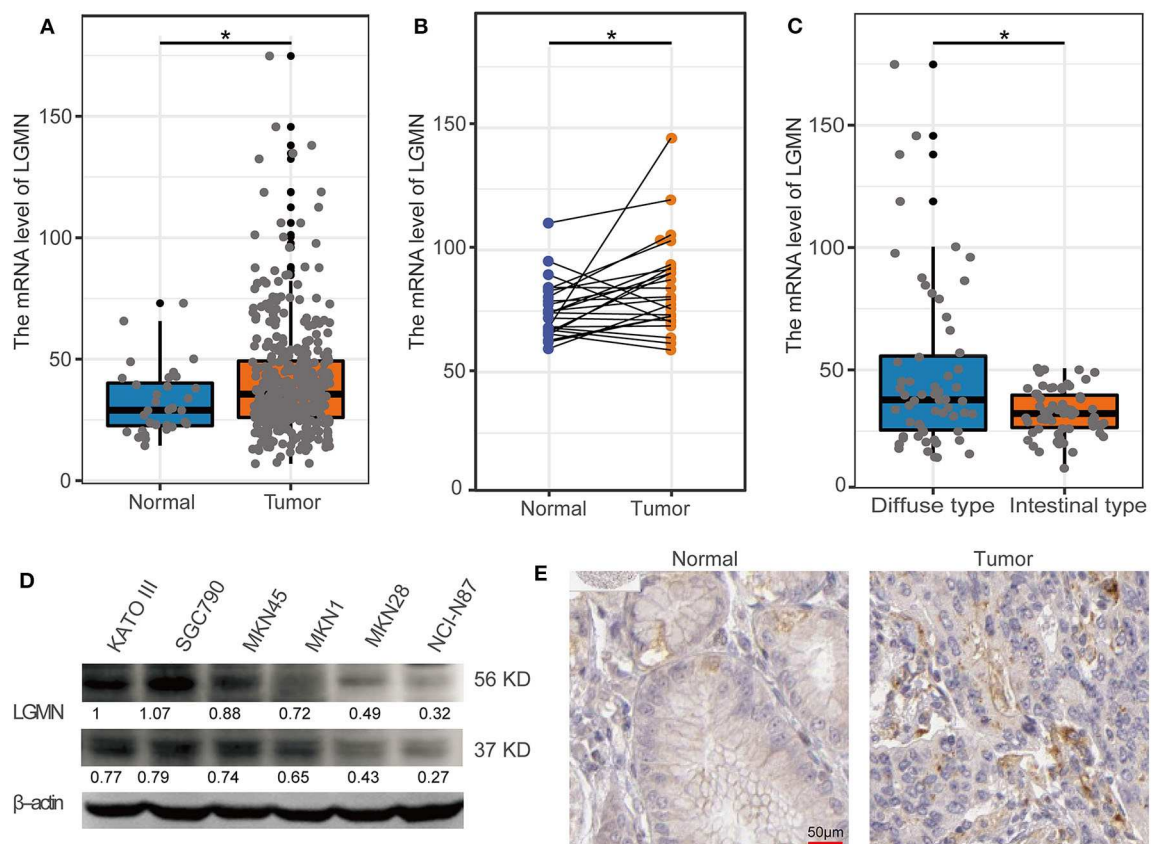 A
*
The mRNA level of LGMN
150
100
50
0
Normal Tumor
B
*
The mRNA level of LGMN
150
100
50
0
Normal Tumor
C
*
The mRNA level of LGMN
150
100
50
0
Diffuse type Intestinal type
D
KATO III SGC790 MKN45 MKN1 MKN28 NCI-N87
56 KD
LGMN 1 1.07 0.88 0.72 0.49 0.32
37 KD
0.77 0.79 0.74 0.65 0.43 0.27
β-actin
E
Normal Tumor
50μm